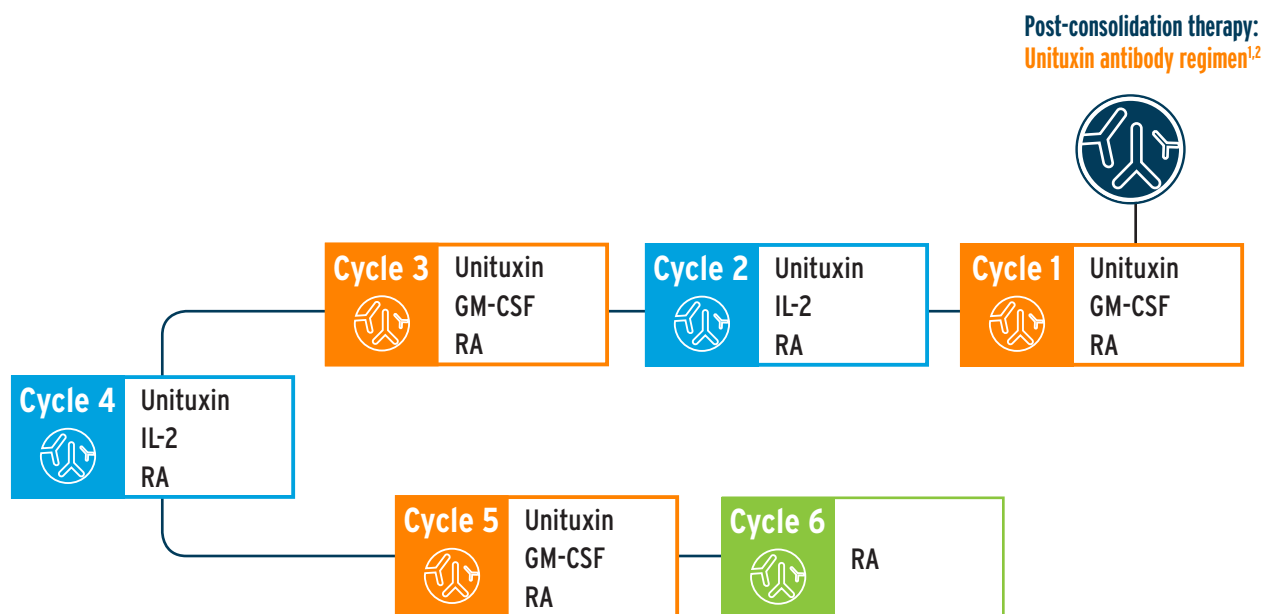 Post-consolidation therapy:
Unituxin antibody regimen1,2
Cycle 3
Unituxin
GM-CSF
RA
Cycle 2
Unituxin
IL-2
RA
Cycle 1
Unituxin
GM-CSF
RA
Cycle 4
Unituxin
IL-2
RA
Cycle 5
Unituxin
GM-CSF
RA
Cycle 6
RA